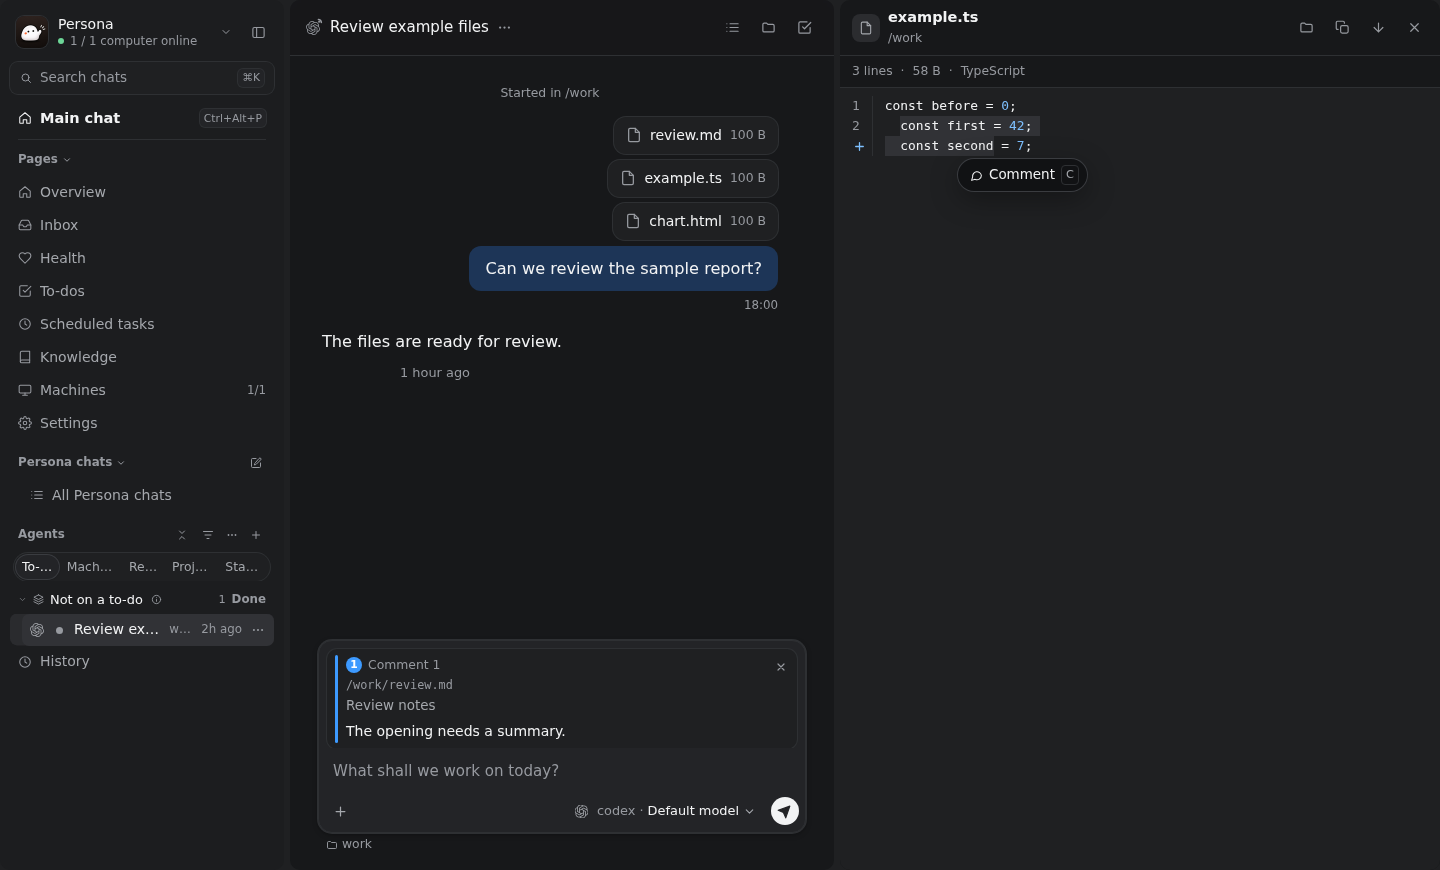 Persona
1 / 1 computer online
Search chats ⌘K
Main chat Ctrl+Alt+P
Pages
Overview
Inbox
Health
To-dos
Scheduled tasks
Knowledge
Machines 1/1
Settings
Persona chats
All Persona chats
Agents
To-... Mach... Re... Proj... Sta...
Not on a to-do 1 Done
Review ex... w... 2h ago
History
Review example files
Started in /work
review.md 100 B
example.ts 100 B
chart.html 100 B
Can we review the sample report?
18:00
The files are ready for review.
1 hour ago
1 Comment 1
/work/review.md
Review notes
The opening needs a summary.
What shall we work on today?
codex · Default model
work
example.ts
/work
3 lines · 58 B · TypeScript
1 const before = 0;
2 const first = 42;
+ const second = 7;
Comment C